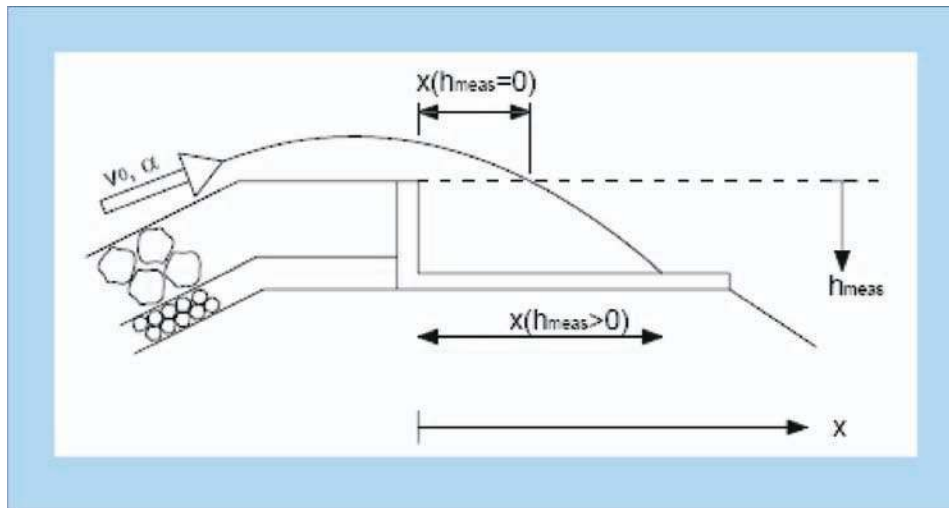 x(hmeas=0)
v0, α
hmeas
x(hmeas>0)
x